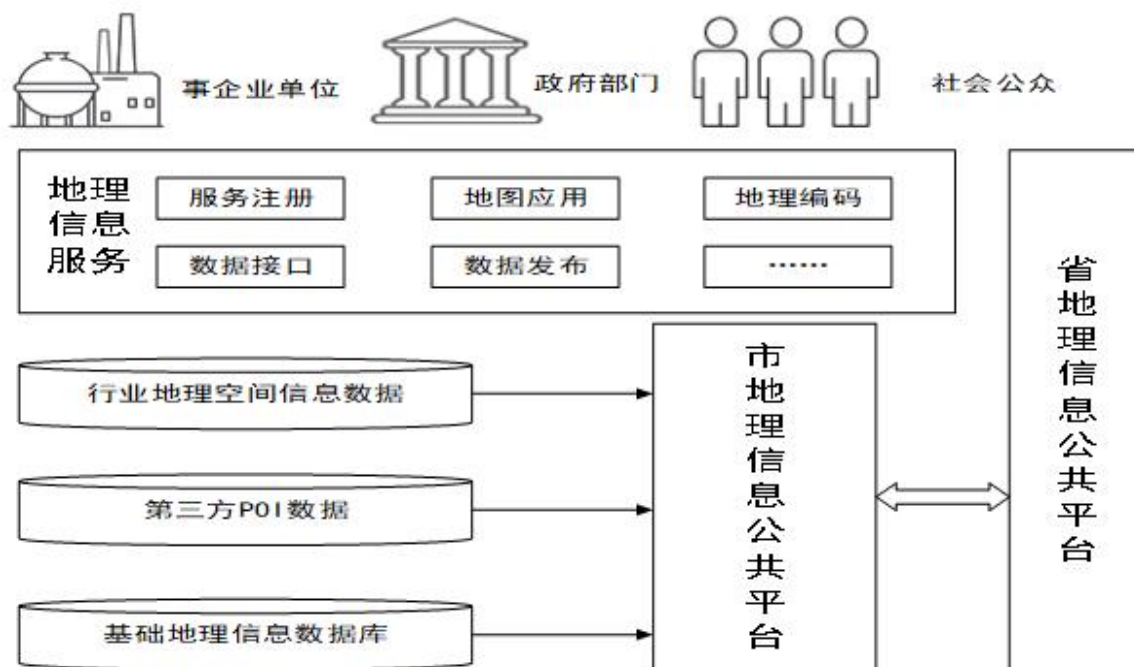 事企业单位
政府部门
社会公众
地理
信息
服务
服务注册
地图应用
地理编码
数据接口
数据发布
……
行业地理空间信息数据
第三方POI数据
基础地理信息数据库
市地理信息公共平台
省地理信息公共平台